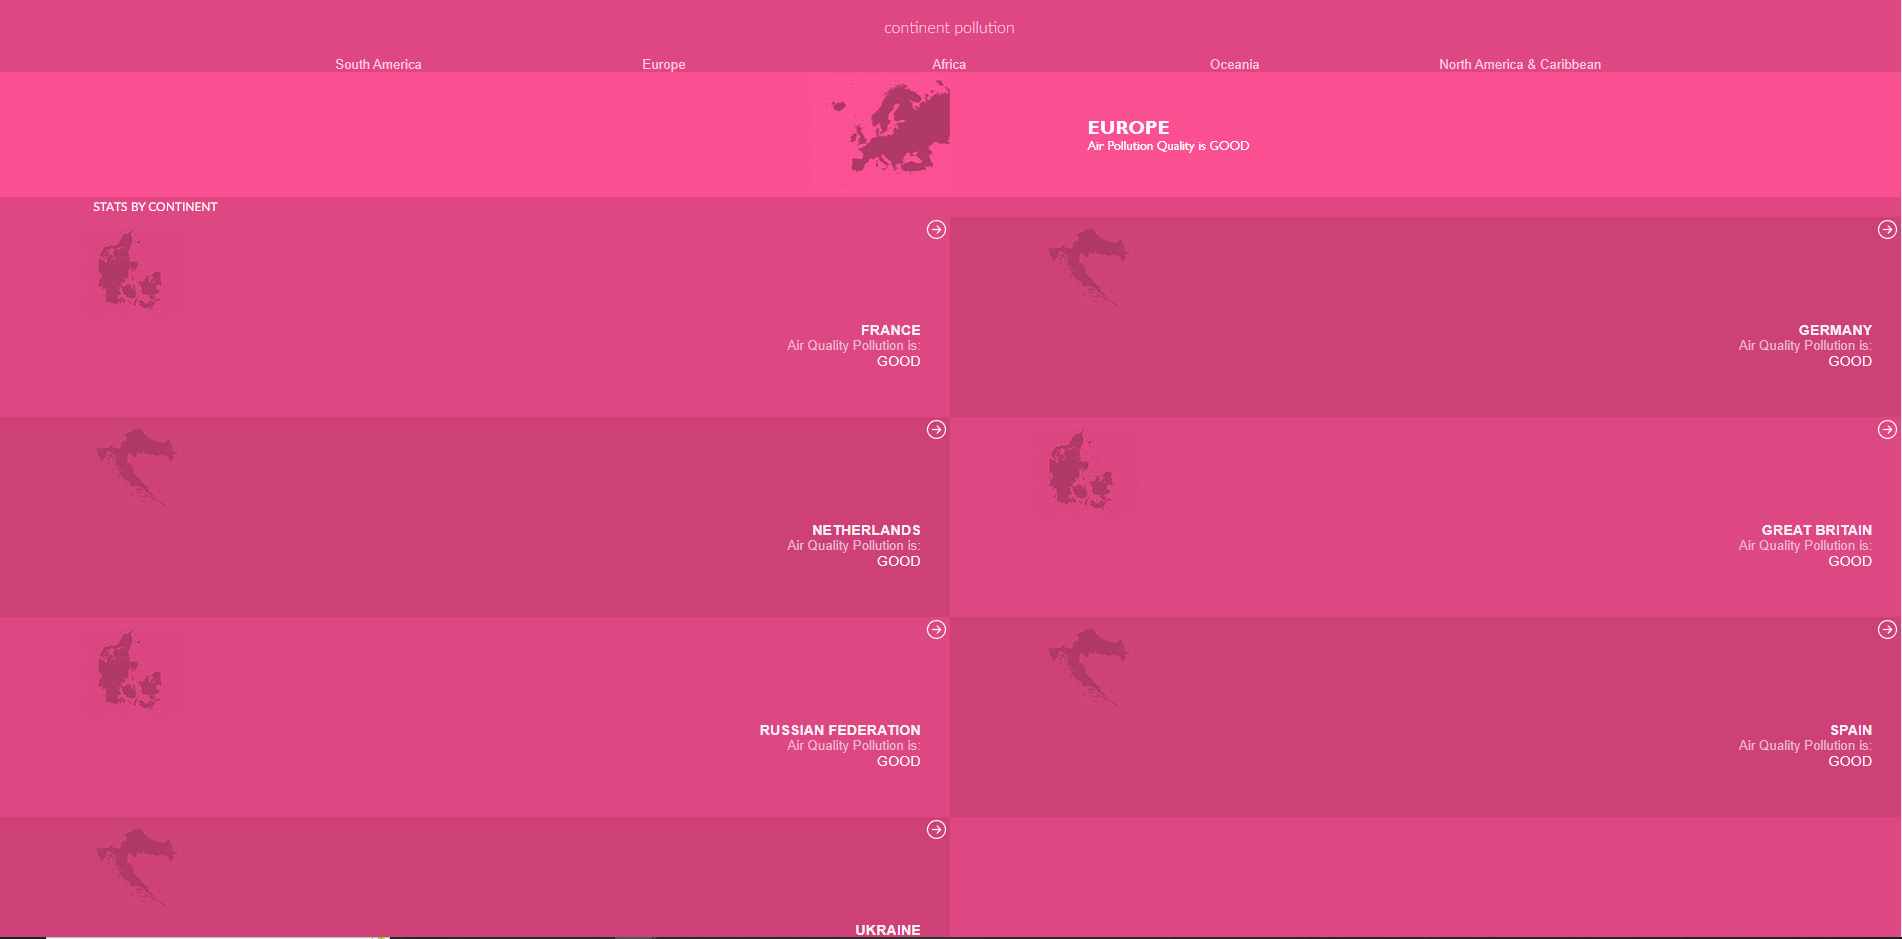 continent pollution
South America
Europe
Africa
Oceania
North America & Caribbean
EUROPE
Air Pollution Quality is GOOD
STATS BY CONTINENT
FRANCE
Air Quality Pollution is:
GOOD
GERMANY
Air Quality Pollution is:
GOOD
NETHERLANDS
Air Quality Pollution is:
GOOD
GREAT BRITAIN
Air Quality Pollution is:
GOOD
RUSSIAN FEDERATION
Air Quality Pollution is:
GOOD
SPAIN
Air Quality Pollution is:
GOOD
UKRAINE